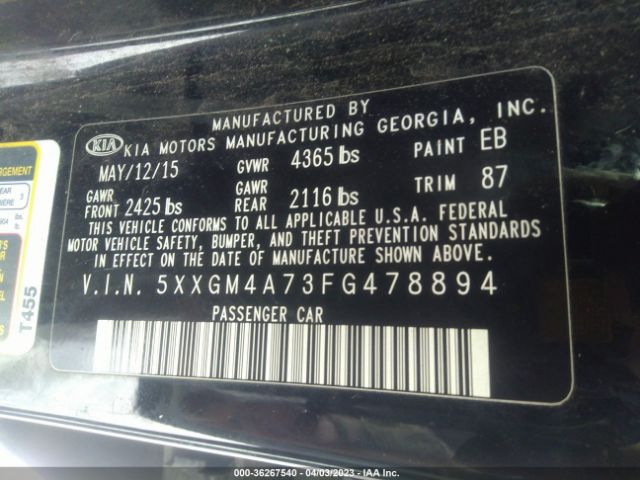 MANUFACTURED BY
KIA KIA MOTORS MANUFACTURING GEORGIA, INC.
MAY/12/15 GVWR 4365 lbs PAINT EB
GAWR FRONT 2425 lbs GAWR REAR 2116 lbs TRIM 87
THIS VEHICLE CONFORMS TO ALL APPLICABLE U.S.A. FEDERAL
MOTOR VEHICLE SAFETY, BUMPER, AND THEFT PREVENTION STANDARDS
IN EFFECT ON THE DATE OF MANUFACTURE SHOWN ABOVE.
V.I.N. 5XXGM4A73FG478894
PASSENGER CAR
T455
000-36267540 - 04/03/2023 - IAA Inc.